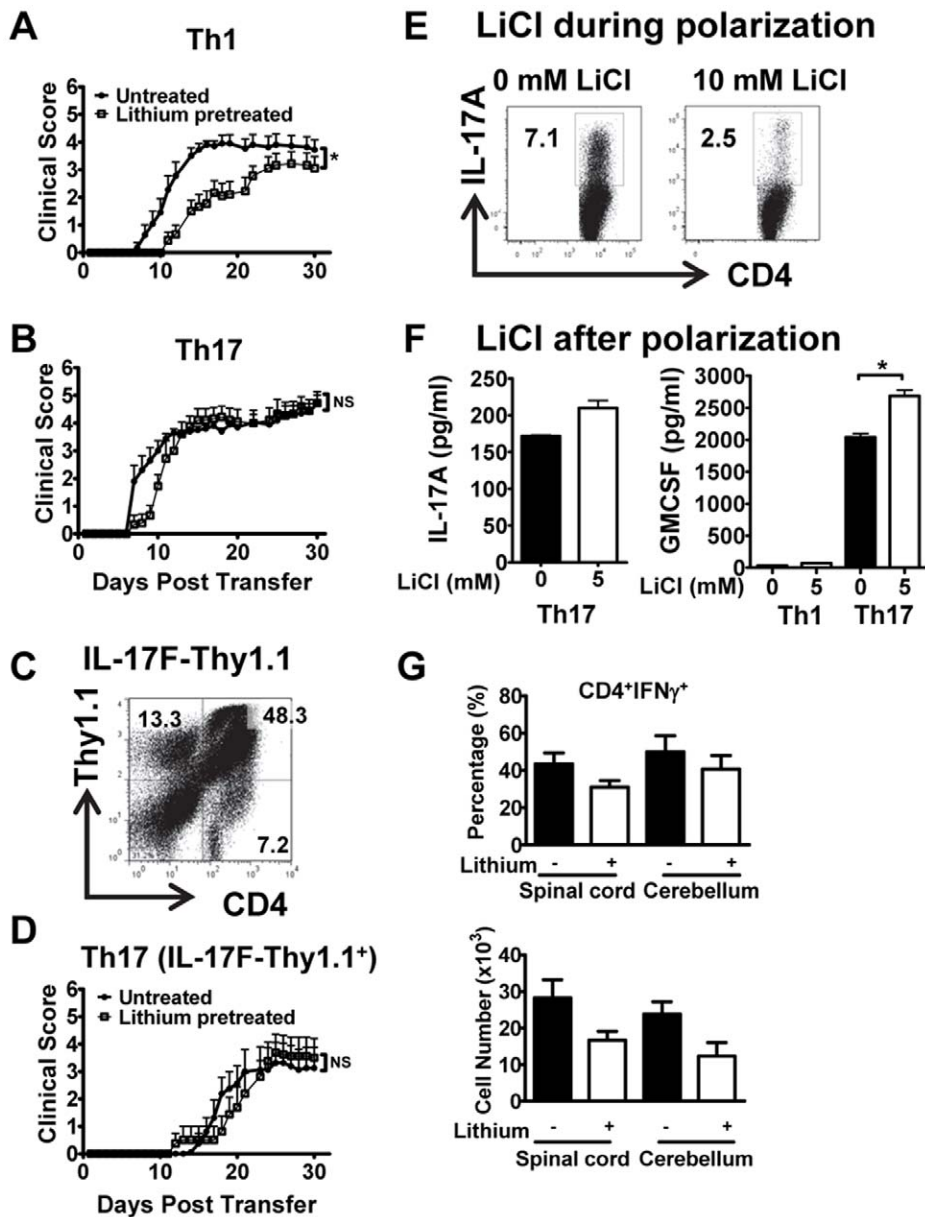 A
Th1
Untreated
Lithium pretreated
Clinical Score
6
5
4
3
2
1
0
0 10 20 30
*
B
Th17
Clinical Score
6
5
4
3
2
1
0
0 10 20 30
NS
Days Post Transfer
C
IL-17F-Thy1.1
Thy1.1
13.3
48.3
7.2
CD4
D
Th17 (IL-17F-Thy1.1+)
Untreated
Lithium pretreated
Clinical Score
6
5
4
3
2
1
0
0 10 20 30
NS
Days Post Transfer
E
LiCl during polarization
0 mM LiCl
10 mM LiCl
IL-17A
7.1
2.5
CD4
F
LiCl after polarization
IL-17A (pg/ml)
250
200
150
100
50
0
LiCl (mM) 0 5
Th17
GMCSF (pg/ml)
3000
2500
2000
1500
1000
500
0
*
LiCl (mM) 0 5 0 5
Th1 Th17
G
CD4+IFNγ+
Percentage (%)
80
60
40
20
0
Lithium - + - +
Spinal cord Cerebellum
Cell Number (x10³)
40
30
20
10
0
Lithium - + - +
Spinal cord Cerebellum